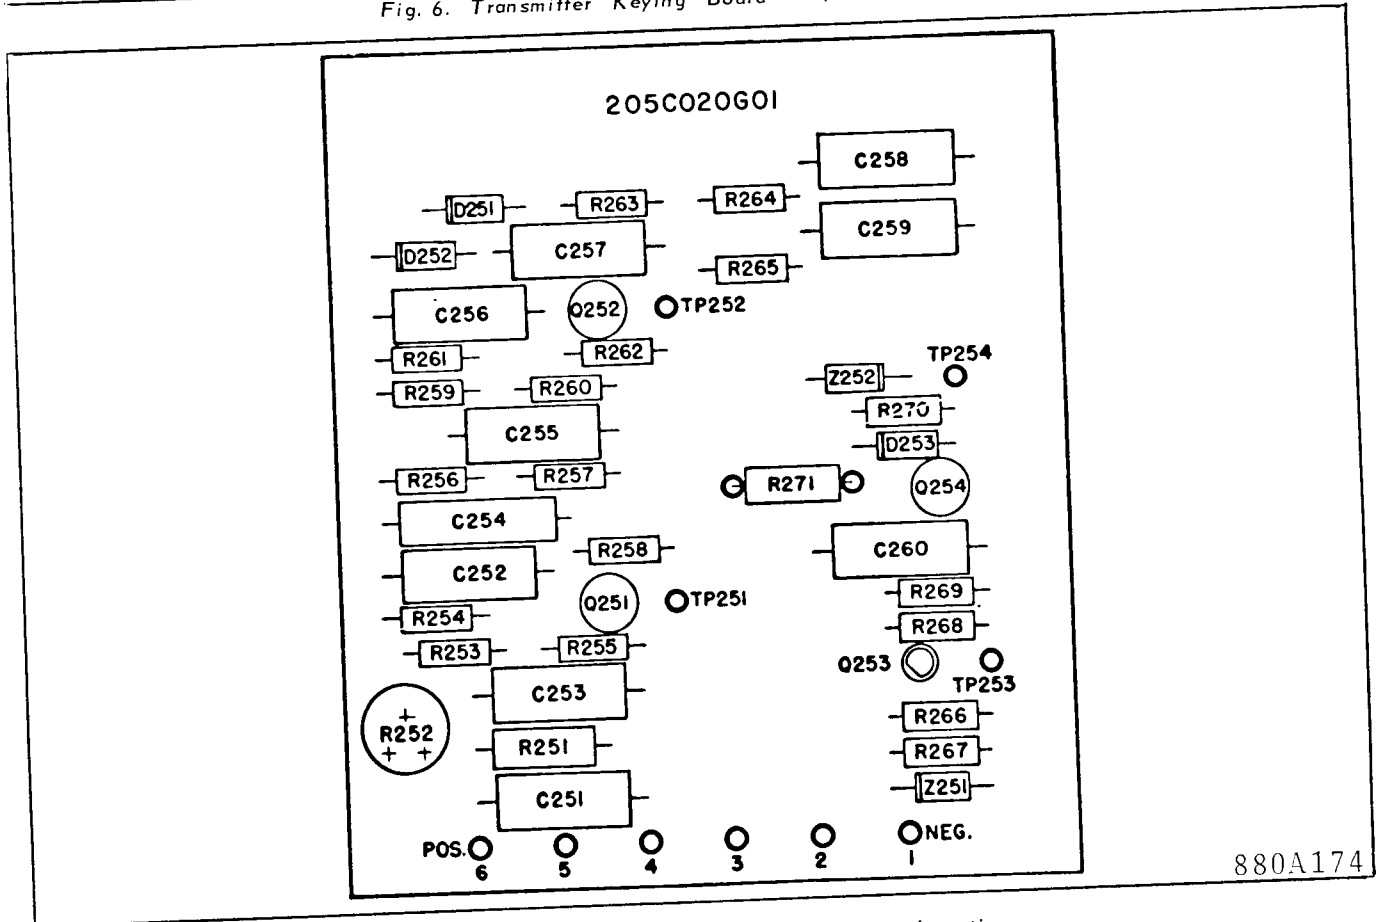 Fig. 6. Transmitter Keying Board
205C020G01
C258
D251 R263 R264
C259
D252 C257 R265
C256 Q252 TP252
R261 R262 TP254
Z252
R259 R260 R270
C255 D253
R256 R257 R271 Q254
C254
R258 C260
C252
Q251 TP251 R269
R254 R268
R253 R255 Q253
TP253
C253
R252 R266
R251 R267
C251 Z251
POS. NEG.
6 5 4 3 2 1
880A174